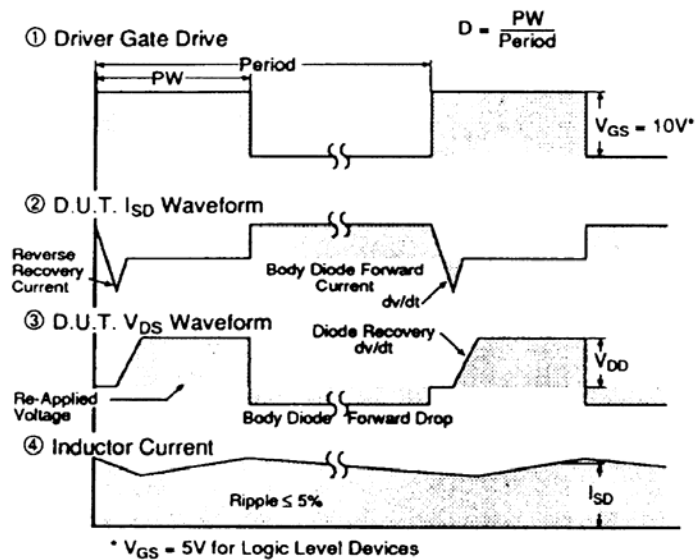 ① Driver Gate Drive
D = PW
Period
Period
PW
VGS = 10V*
② D.U.T. ISD Waveform
Reverse
Recovery
Current
Body Diode Forward
Current
dv/dt
③ D.U.T. VDS Waveform
Diode Recovery
dv/dt
VDD
Re-Applied
Voltage
Body Diode Forward Drop
④ Inductor Current
Ripple ≤ 5%
ISD
* VGS = 5V for Logic Level Devices